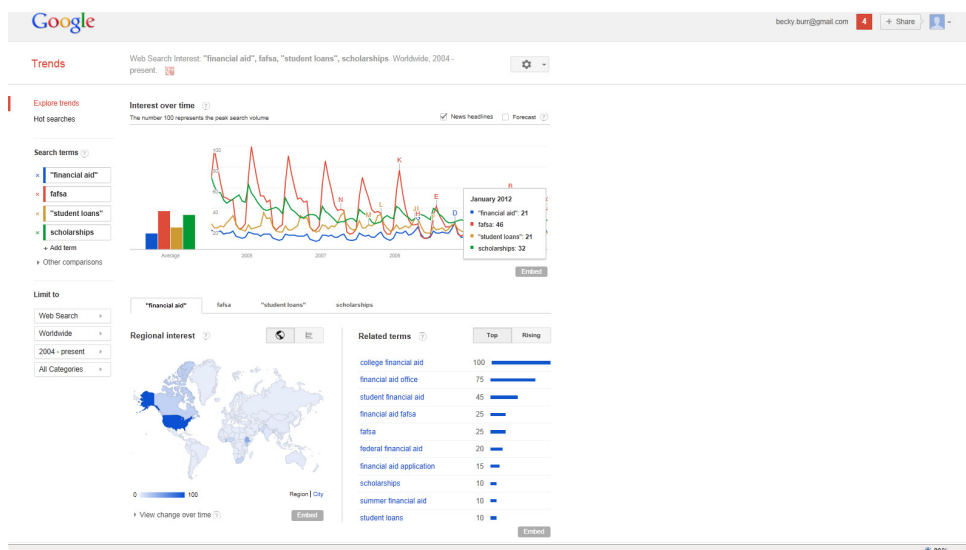 Google
becky.burr@gmail.com 4 + Share
Trends
Web Search Interest: "financial aid", fafsa, "student loans", scholarships. Worldwide, 2004 -
present.
Explore trends
Hot searches
Interest over time ?
The number 100 represents the peak search volume
News headlines Forecast ?
Search terms ?
× "financial aid"
× fafsa
× "student loans"
× scholarships
+ Add term
Other comparisons
100
80
60
40
20
K
N
M
L
H
E
D
B
January 2012
"financial aid": 21
fafsa: 46
"student loans": 21
scholarships: 32
Average 2005 2007 2009
Embed
Limit to
Web Search
Worldwide
2004 - present
All Categories
"financial aid" fafsa "student loans" scholarships
Regional interest ?
Related terms ?
Top Rising
college financial aid 100
financial aid office 75
student financial aid 45
financial aid fafsa 25
fafsa 25
federal financial aid 20
financial aid application 15
scholarships 10
summer financial aid 10
student loans 10
0 100
Region | City
View change over time ?
Embed
Embed